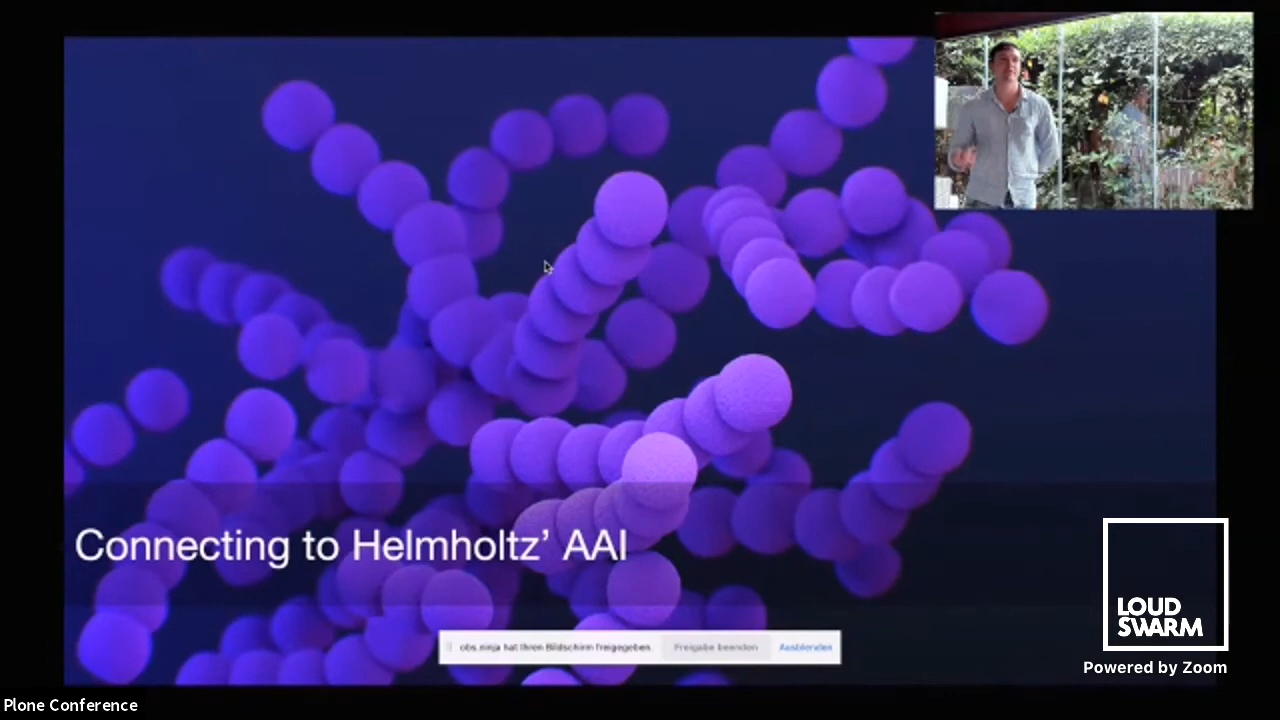 Connecting to Helmholtz’ AAI
obs.ninja hat Ihren Bildschirm freigegeben.
Freigabe beenden
Ausblenden
LOUD
SWARM
Powered by Zoom
Plone Conference